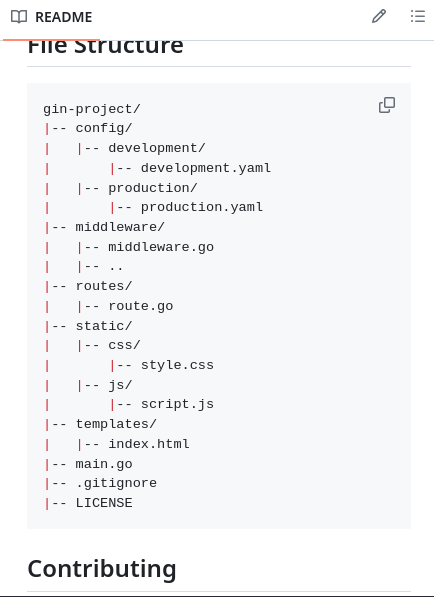 README
File Structure
gin-project/
|-- config/
|   |-- development/
|       |-- development.yaml
|   |-- production/
|       |-- production.yaml
|-- middleware/
|   |-- middleware.go
|   |-- ..
|-- routes/
|   |-- route.go
|-- static/
|   |-- css/
|       |-- style.css
|   |-- js/
|       |-- script.js
|-- templates/
|   |-- index.html
|-- main.go
|-- .gitignore
|-- LICENSE
Contributing